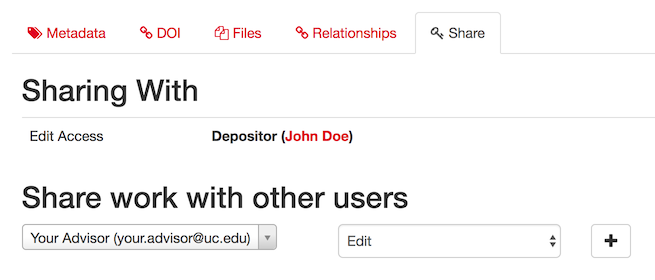 Metadata DOI Files Relationships Share
Sharing With
Edit Access Depositor (John Doe)
Share work with other users
Your Advisor (your.advisor@uc.edu) Edit